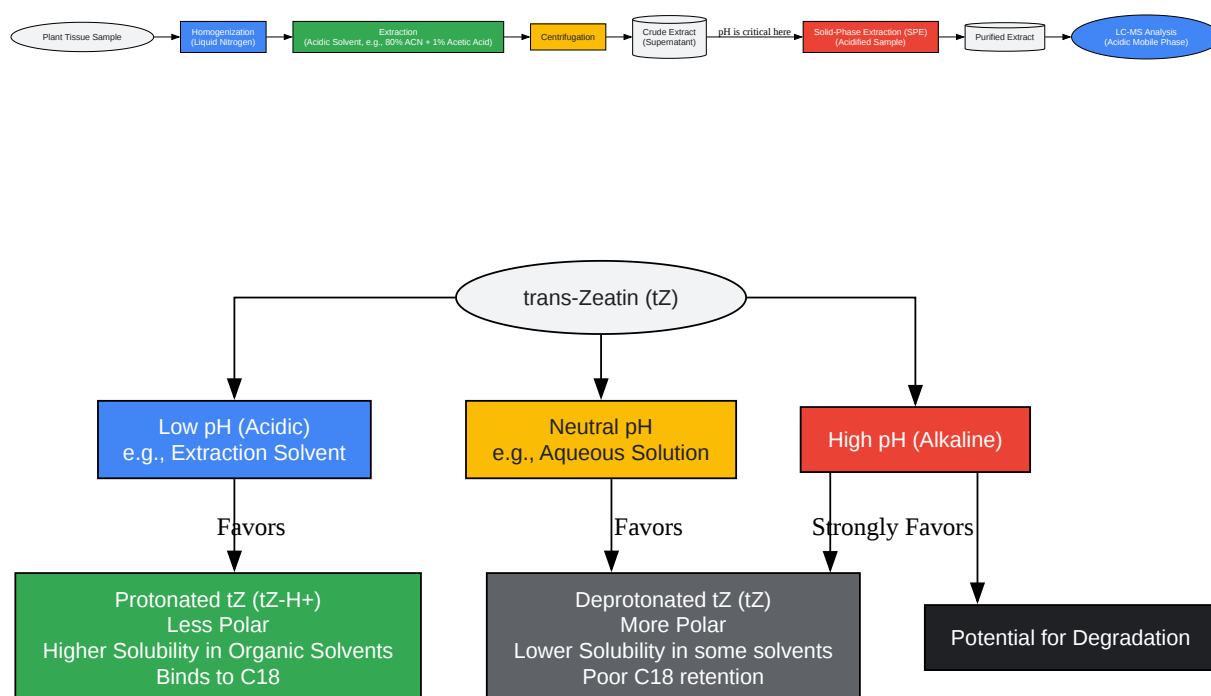 Plant Tissue Sample
Homogenization
(Liquid Nitrogen)
Extraction
(Acidic Solvent, e.g., 80% ACN + 1% Acetic Acid)
Centrifugation
Crude Extract
(Supernatant)
pH is critical here
Solid-Phase Extraction (SPE)
(Acidified Sample)
Purified Extract
LC-MS Analysis
(Acidic Mobile Phase)
trans-Zeatin (tZ)
Low pH (Acidic)
e.g., Extraction Solvent
Neutral pH
e.g., Aqueous Solution
High pH (Alkaline)
Favors
Favors
Strongly Favors
Protonated tZ (tZ-H+)
Less Polar
Higher Solubility in Organic Solvents
Binds to C18
Deprotonated tZ (tZ)
More Polar
Lower Solubility in some solvents
Poor C18 retention
Potential for Degradation